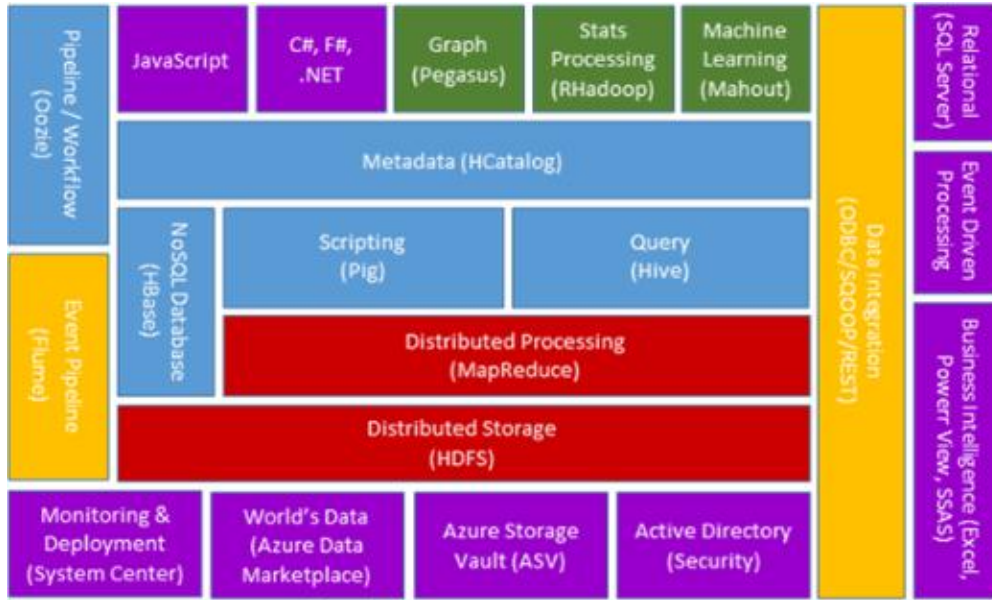 Pipeline / Workflow
(Oozie)
JavaScript
C#, F#,
.NET
Graph
(Pegasus)
Stats
Processing
(RHadoop)
Machine
Learning
(Mahout)
Data Integration
(ODBC/SQOOP/REST)
Relational
(SQL Server)
Metadata (HCatalog)
Event Driven
Processing
NoSQL Database
(HBase)
Scripting
(Pig)
Query
(Hive)
Event Pipeline
(Flume)
Distributed Processing
(MapReduce)
Business Intelligence (Excel,
Powerr View, SSAS)
Distributed Storage
(HDFS)
Monitoring &
Deployment
(System Center)
World's Data
(Azure Data
Marketplace)
Azure Storage
Vault (ASV)
Active Directory
(Security)